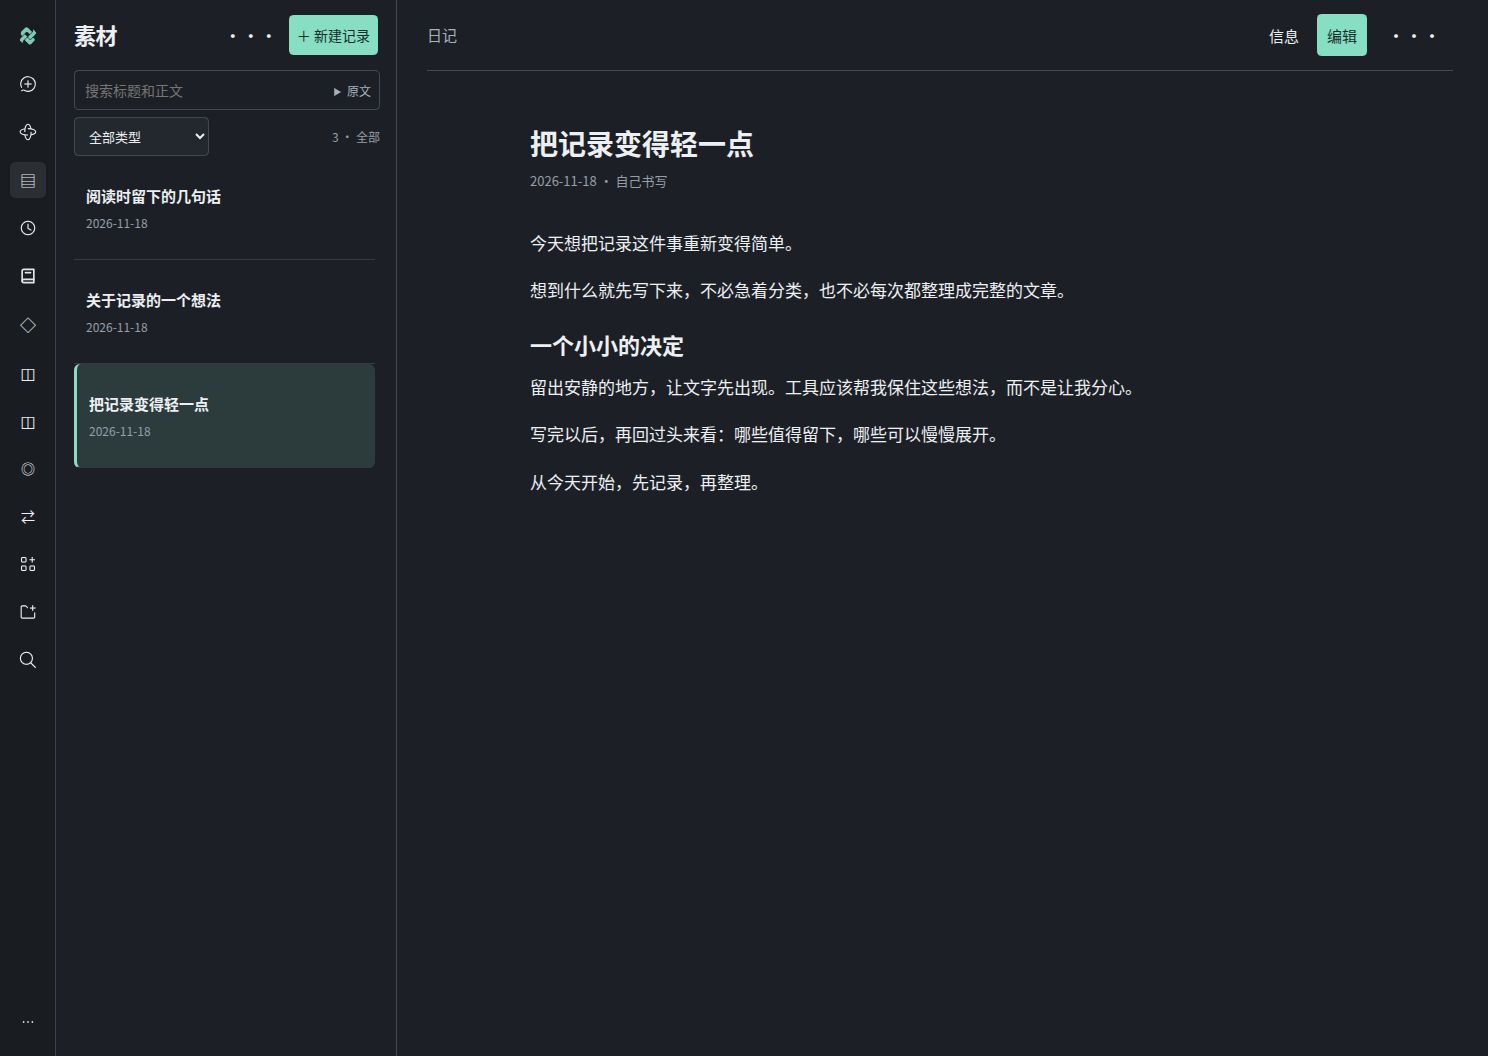 素材
• • •
＋ 新建记录
搜索标题和正文
▶ 原文
全部类型
3 · 全部
阅读时留下的几句话
2026-11-18
关于记录的一个想法
2026-11-18
把记录变得轻一点
2026-11-18
日记
信息
编辑
• • •
把记录变得轻一点
2026-11-18 · 自己书写
今天想把记录这件事重新变得简单。
想到什么就先写下来，不必急着分类，也不必每次都整理成完整的文章。
一个小小的决定
留出安静的地方，让文字先出现。工具应该帮我保住这些想法，而不是让我分心。
写完以后，再回过头来看：哪些值得留下，哪些可以慢慢展开。
从今天开始，先记录，再整理。